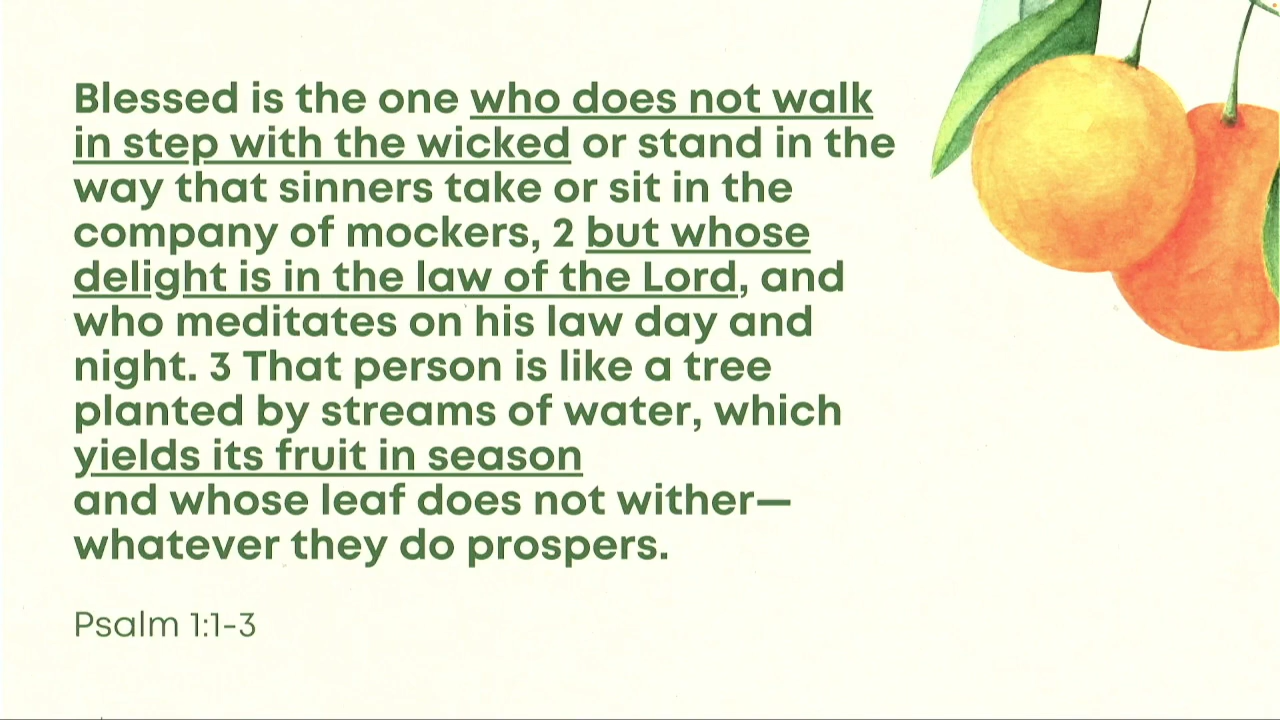 Blessed is the one who does not walk
in step with the wicked or stand in the
way that sinners take or sit in the
company of mockers, 2 but whose
delight is in the law of the Lord, and
who meditates on his law day and
night. 3 That person is like a tree
planted by streams of water, which
yields its fruit in season
and whose leaf does not wither—
whatever they do prospers.
Psalm 1:1-3